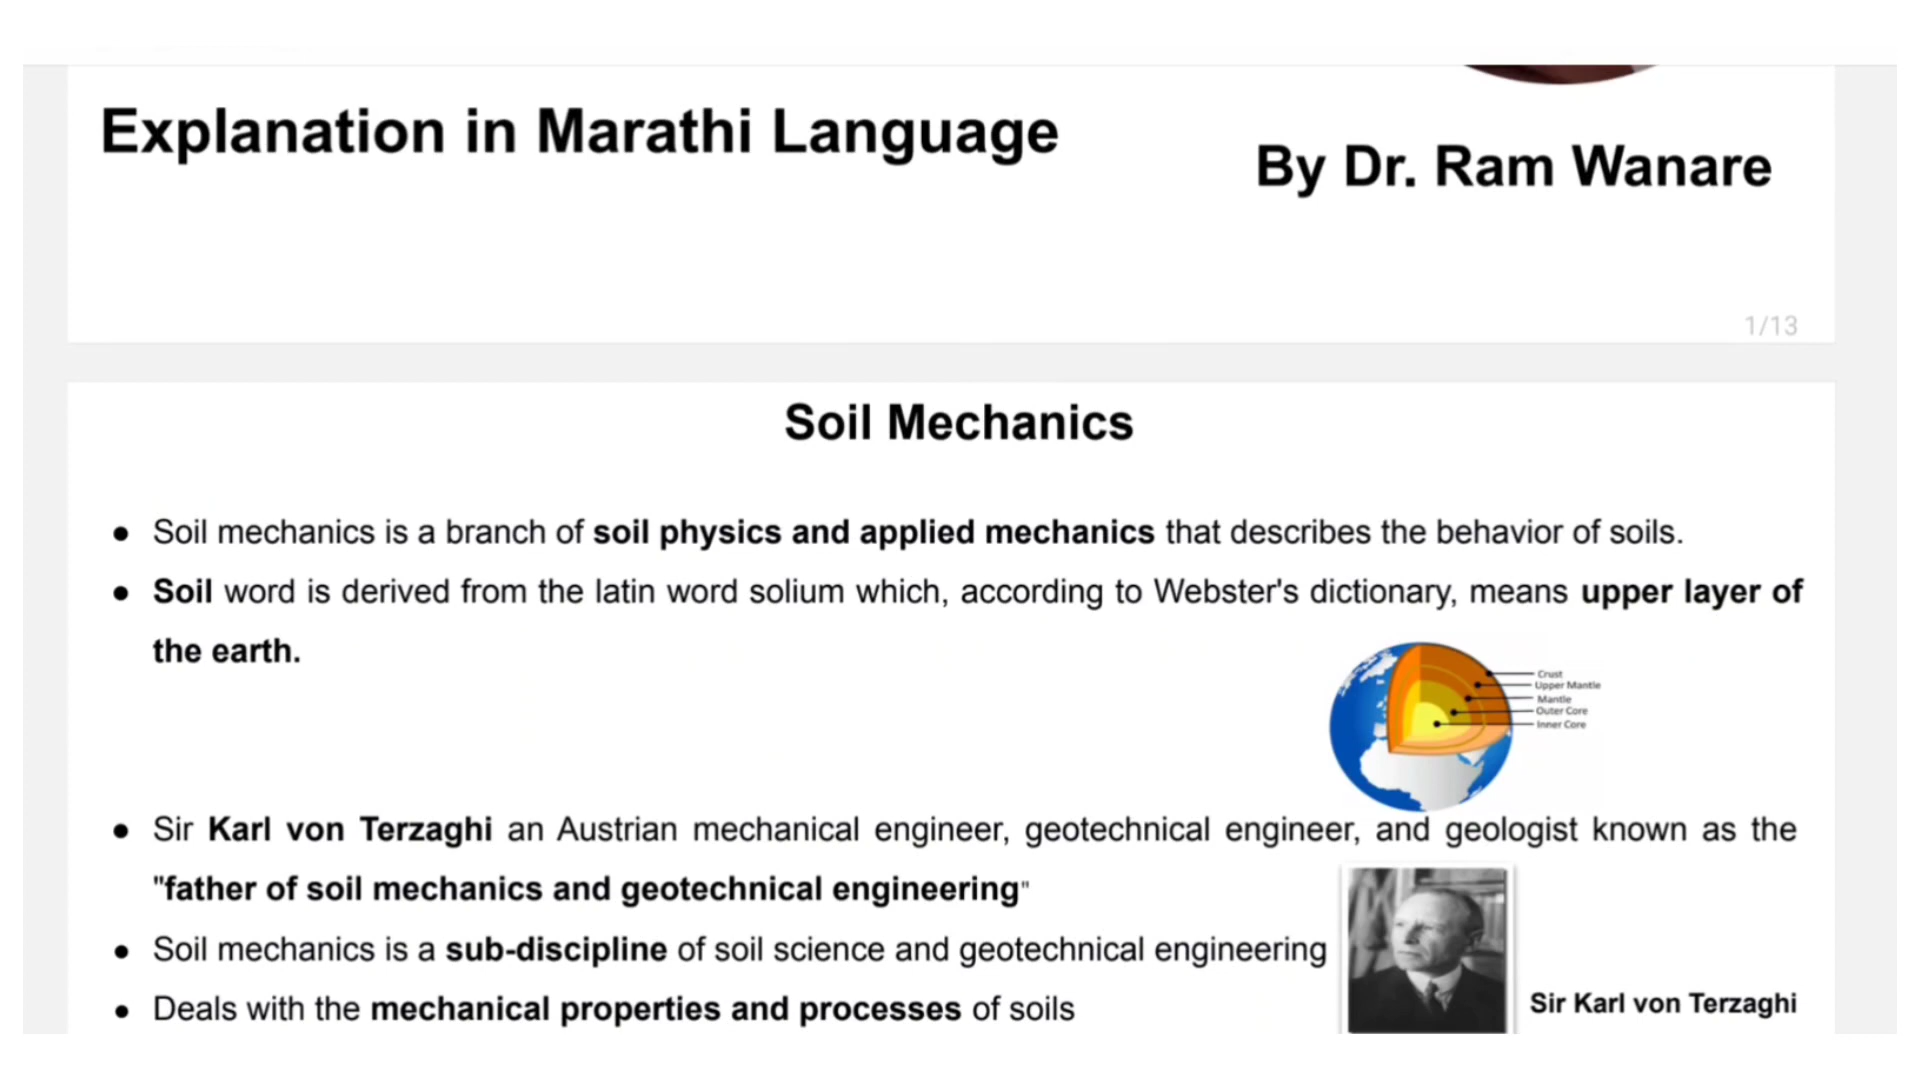 Explanation in Marathi Language
By Dr. Ram Wanare
1/13
Soil Mechanics
● Soil mechanics is a branch of soil physics and applied mechanics that describes the behavior of soils.
● Soil word is derived from the latin word solium which, according to Webster's dictionary, means upper layer of
the earth.
Crust
Upper Mantle
Mantle
Outer Core
Inner Core
● Sir Karl von Terzaghi an Austrian mechanical engineer, geotechnical engineer, and geologist known as the
"father of soil mechanics and geotechnical engineering"
● Soil mechanics is a sub-discipline of soil science and geotechnical engineering
● Deals with the mechanical properties and processes of soils
Sir Karl von Terzaghi